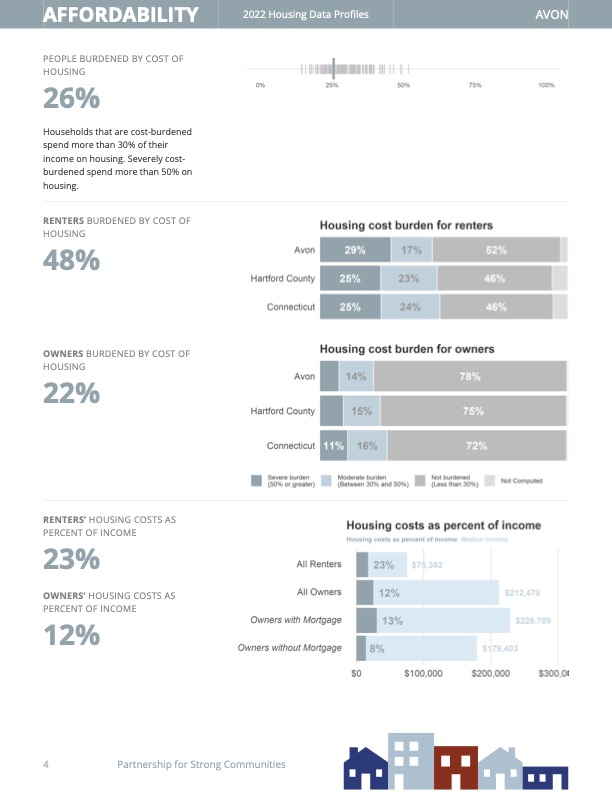 AFFORDABILITY 2022 Housing Data Profiles AVON
PEOPLE BURDENED BY COST OF
HOUSING
26%
0% 25% 50% 75% 100%
Households that are cost-burdened
spend more than 30% of their
income on housing. Severely cost-
burdened spend more than 50% on
housing.
RENTERS BURDENED BY COST OF
HOUSING
48%
Housing cost burden for renters
Avon 29% 17% 52%
Hartford County 25% 23% 46%
Connecticut 25% 24% 46%
OWNERS BURDENED BY COST OF
HOUSING
22%
Housing cost burden for owners
Avon 14% 78%
Hartford County 15% 75%
Connecticut 11% 16% 72%
Severe burden
(50% or greater)
Moderate burden
(Between 30% and 50%)
Not burdened
(Less than 30%)
Not Computed
RENTERS' HOUSING COSTS AS
PERCENT OF INCOME
23%
OWNERS' HOUSING COSTS AS
PERCENT OF INCOME
12%
Housing costs as percent of income
Housing costs as percent of income Median income
All Renters 23% $75,382
All Owners 12% $212,478
Owners with Mortgage 13% $228,789
Owners without Mortgage 8% $179,403
$0 $100,000 $200,000 $300,0
4 Partnership for Strong Communities